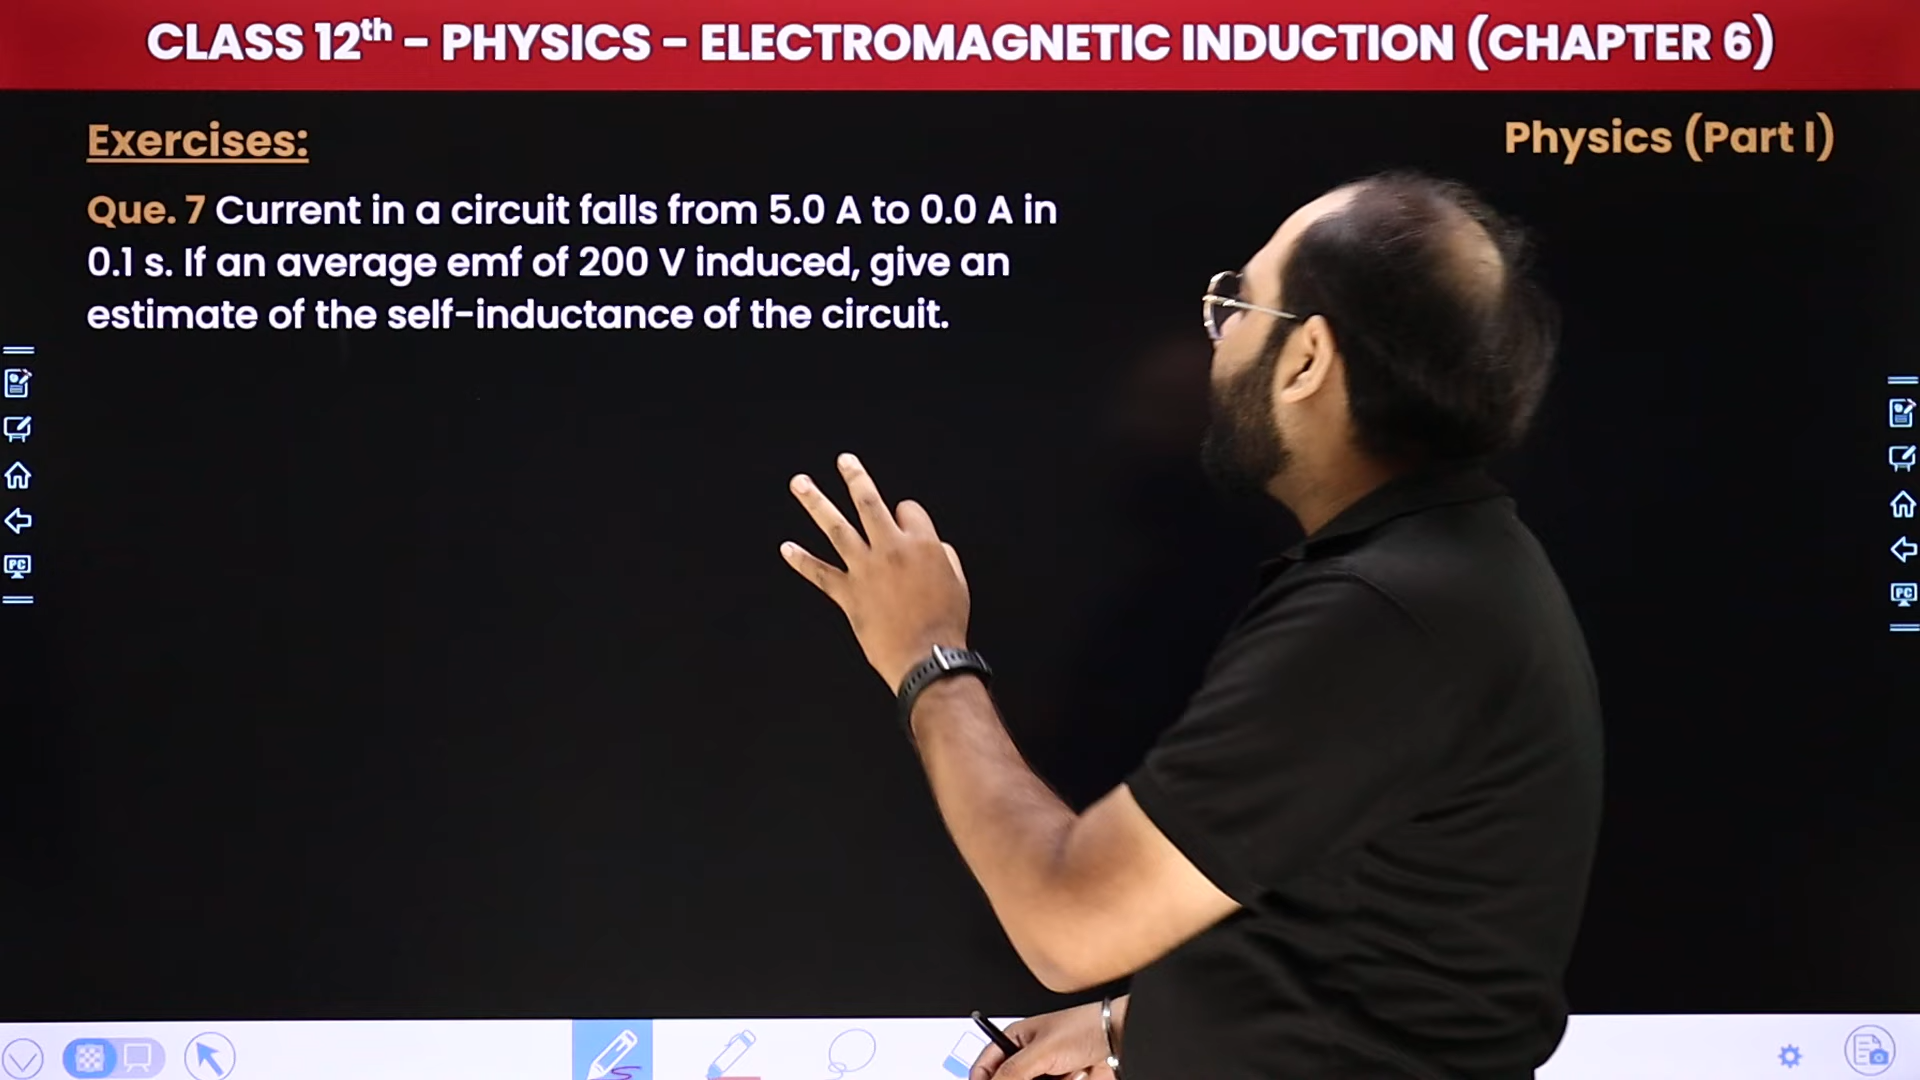 CLASS 12th - PHYSICS - ELECTROMAGNETIC INDUCTION (CHAPTER 6)
Exercises:
Physics (Part I)
Que. 7 Current in a circuit falls from 5.0 A to 0.0 A in
0.1 s. If an average emf of 200 V induced, give an
estimate of the self-inductance of the circuit.
PC
PC